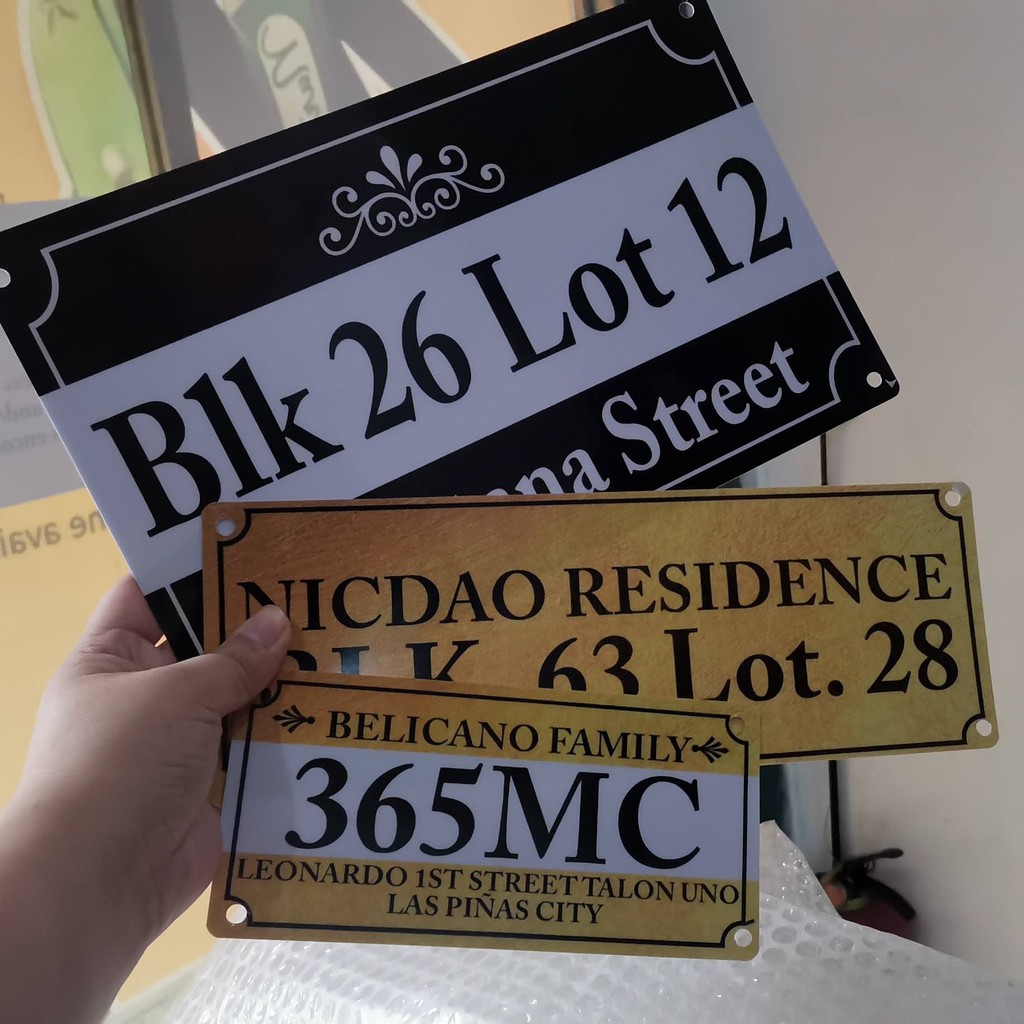 Blk 26 Lot 12
Street
NICDAO RESIDENCE
BLK. 63 Lot. 28
BELICANO FAMILY
365MC
LEONARDO 1ST STREET TALON UNO
LAS PIÑAS CITY